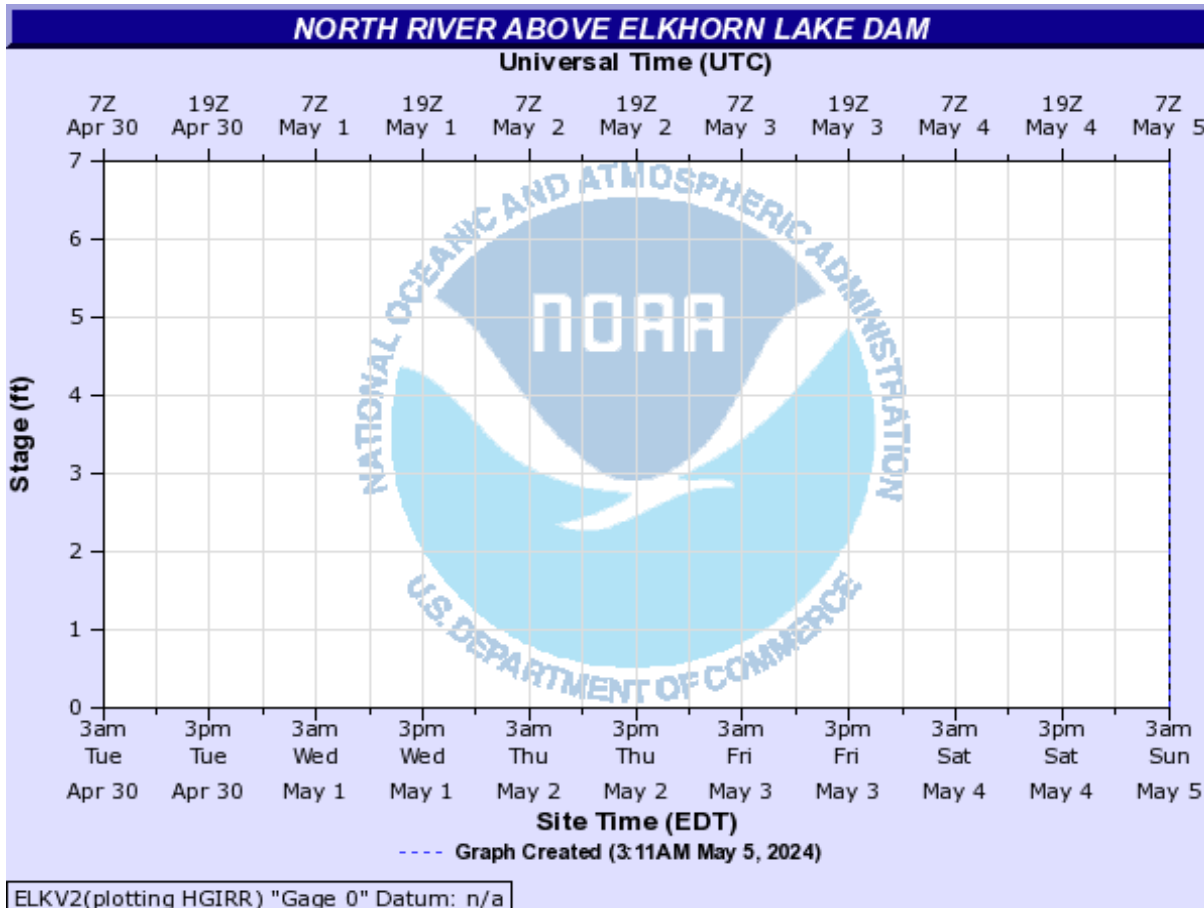 NORTH RIVER ABOVE ELKHORN LAKE DAM
Universal Time (UTC)
7Z 19Z 7Z 19Z 7Z 19Z 7Z 19Z 7Z 19Z 7Z
Apr 30 Apr 30 May 1 May 1 May 2 May 2 May 3 May 3 May 4 May 4 May 5
7
6
5
4
3
2
1
0
Stage (ft)
NATIONAL OCEANIC AND ATMOSPHERIC ADMINISTRATION
NOAA
U.S. DEPARTMENT OF COMMERCE
3am 3pm 3am 3pm 3am 3pm 3am 3pm 3am 3pm 3am
Tue Tue Wed Wed Thu Thu Fri Fri Sat Sat Sun
Apr 30 Apr 30 May 1 May 1 May 2 May 2 May 3 May 3 May 4 May 4 May 5
Site Time (EDT)
---- Graph Created (3:11AM May 5, 2024)
ELKV2(plotting HGIRR) "Gage 0" Datum: n/a